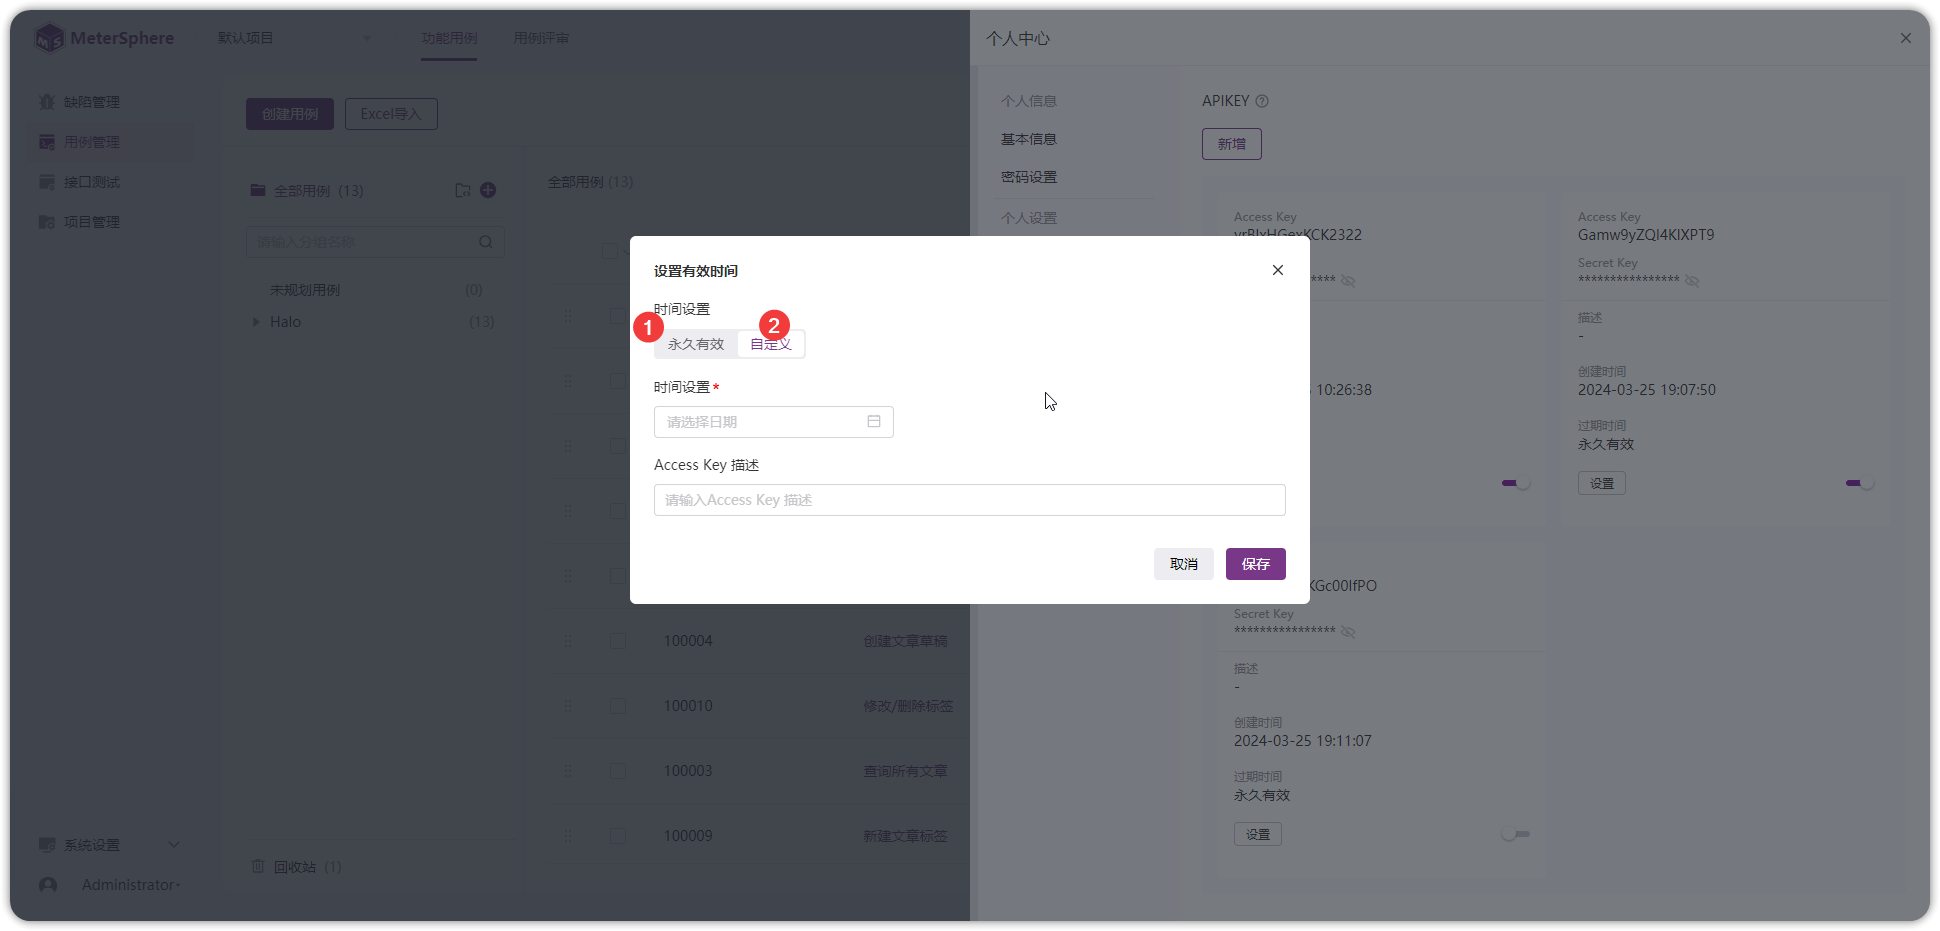 MeterSphere
默认项目
功能用例
用例评审
个人中心
缺陷管理
用例管理
接口测试
项目管理
系统设置
Administrator
创建用例
Excel导入
全部用例 (13)
请输入分组名称
未规划用例 (0)
Halo (13)
回收站 (1)
全部用例 (13)
100004 创建文章草稿
100010 修改/删除标签
100003 查询所有文章
100009 新建文章标签
个人信息
基本信息
密码设置
个人设置
APIKEY
新增
Access Key
KCK2322
****
10:26:38
Access Key
Gamw9yZQl4KIXPT9
Secret Key
****************
描述
-
创建时间
2024-03-25 19:07:50
过期时间
永久有效
设置
KGc00IfPO
Secret Key
****************
描述
-
创建时间
2024-03-25 19:11:07
过期时间
永久有效
设置
设置有效时间
时间设置
1
2
永久有效
自定义
时间设置*
请选择日期
Access Key 描述
请输入Access Key 描述
取消
保存